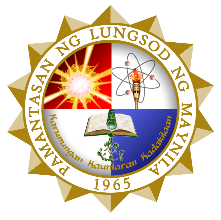 PAMANTASAN NG LUNGSOD NG MAYNILA
Karunungan Kaunlaran Kadakilaan
1965